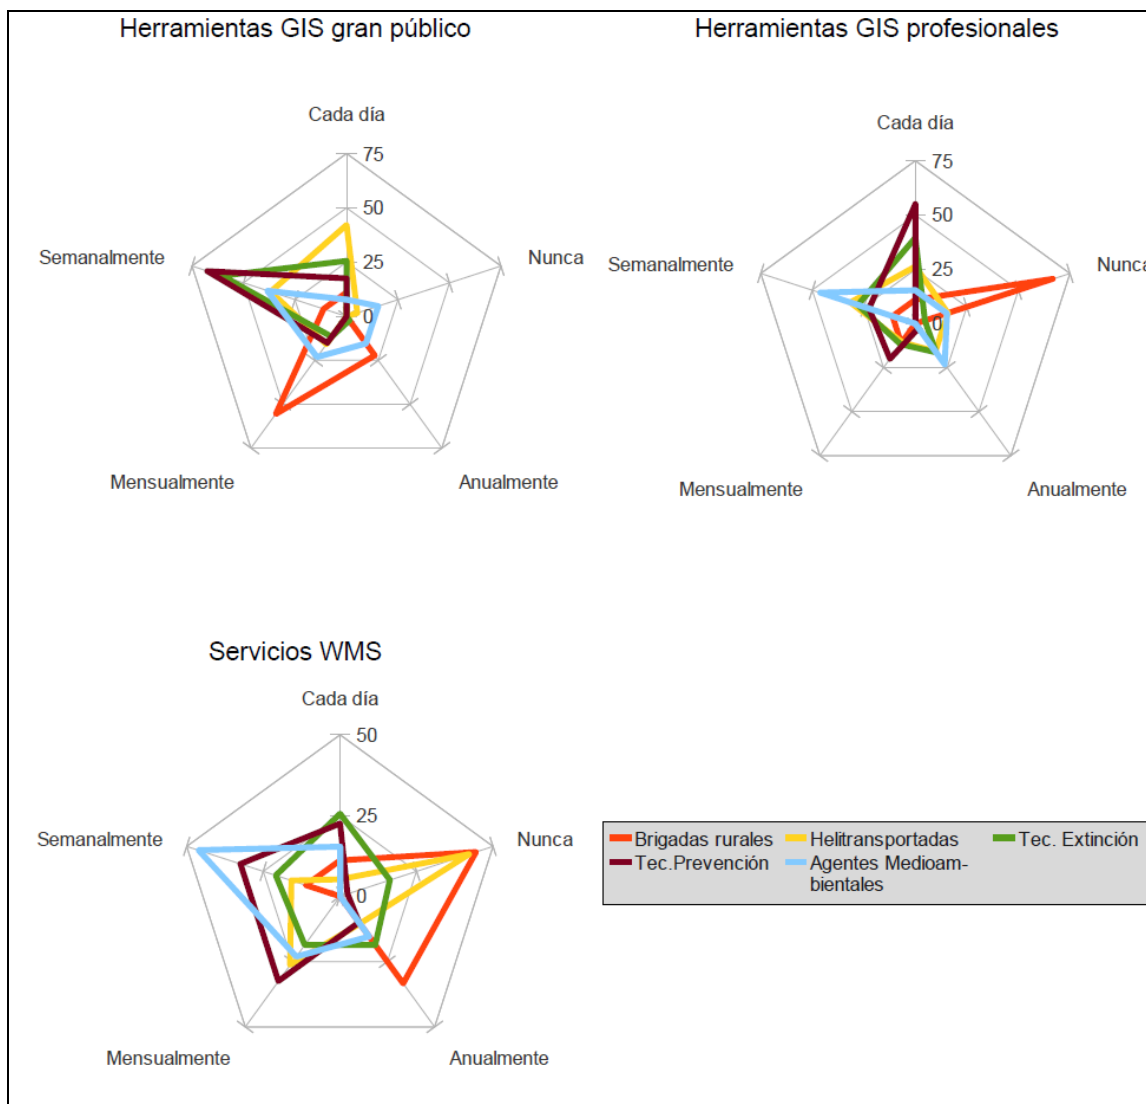 Herramientas GIS gran público
Cada día
75
50
25
0
Semanalmente
Nunca
Mensualmente
Anualmente
Herramientas GIS profesionales
Cada día
75
50
25
0
Semanalmente
Nunca
Mensualmente
Anualmente
Servicios WMS
Cada día
50
25
0
Semanalmente
Nunca
Mensualmente
Anualmente
Brigadas rurales
Helitransportadas
Tec. Extinción
Tec.Prevención
Agentes Medioam-
bientales